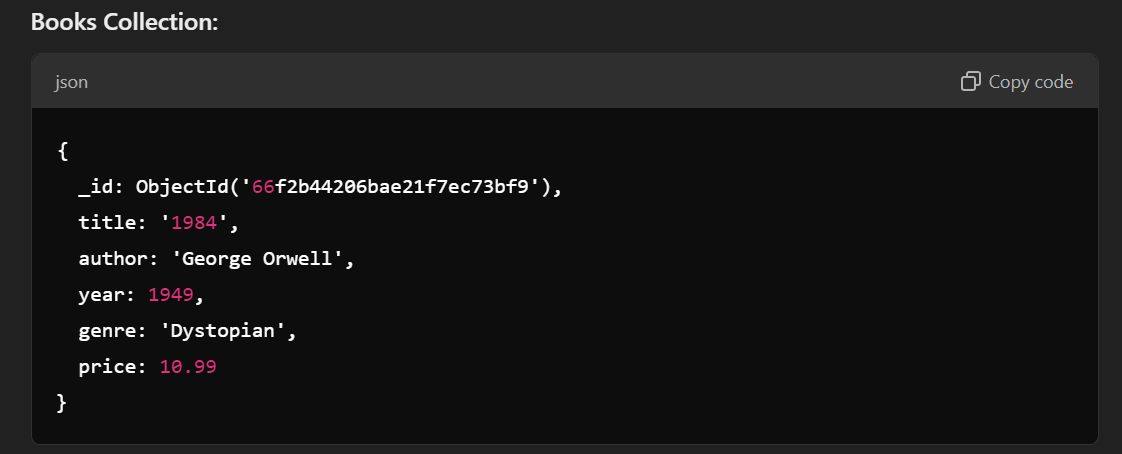 Books Collection:
json
Copy code
{
_id: ObjectId('66f2b44206bae21f7ec73bf9'),
title: '1984',
author: 'George Orwell',
year: 1949,
genre: 'Dystopian',
price: 10.99
}